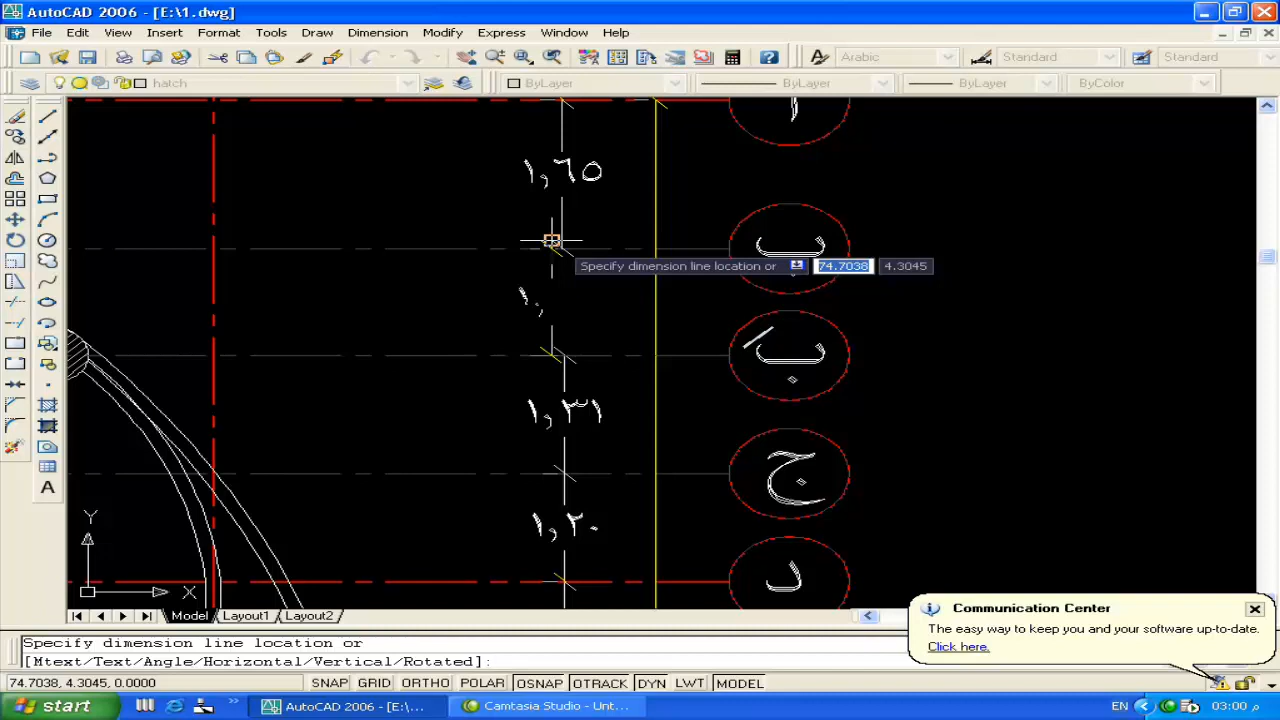 AutoCAD 2006 - [E:\1.dwg]
File Edit View Insert Format Tools Draw Dimension Modify Express Window Help
Arabic Standard Standard
hatch ByLayer ByLayer ByLayer ByColor
أ
١,٦٥
ب
Specify dimension line location or 74.7038 4.3045
١,
ب
١,٣١
ج
١,٢٠
د
Y
X
Model Layout1 Layout2
Communication Center
The easy way to keep you and your software up-to-date.
Click here.
Specify dimension line location or
[Mtext/Text/Angle/Horizontal/Vertical/Rotated]:
74.7038, 4.3045, 0.0000 SNAP GRID ORTHO POLAR OSNAP OTRACK DYN LWT MODEL
start AutoCAD 2006 - [E:\... Camtasia Studio - Unt... EN 03:00 م